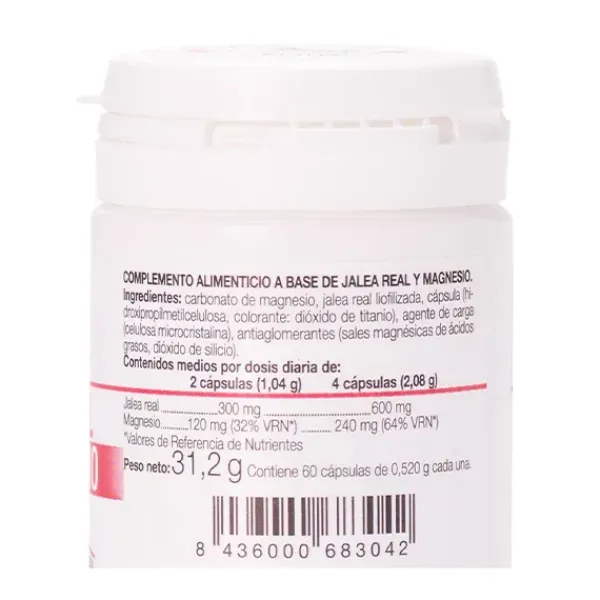 COMPLEMENTO ALIMENTICIO A BASE DE JALEA REAL Y MAGNESIO.
Ingredientes: carbonato de magnesio, jalea real liofilizada, cápsula (hi-
droxipropilmetilcelulosa, colorante: dióxido de titanio), agente de carga
(celulosa microcristalina), antiaglomerantes (sales magnésicas de ácidos
grasos, dióxido de silicio).
Contenidos medios por dosis diaria de:
2 cápsulas (1,04 g) 4 cápsulas (2,08 g)
Jalea real ..............300 mg ........................600 mg
Magnesio.......120 mg (32% VRN*) ......... 240 mg (64% VRN*)
*Valores de Referencia de Nutrientes
Peso neto: 31,2 g Contiene 60 cápsulas de 0,520 g cada una.
8 436000 683042